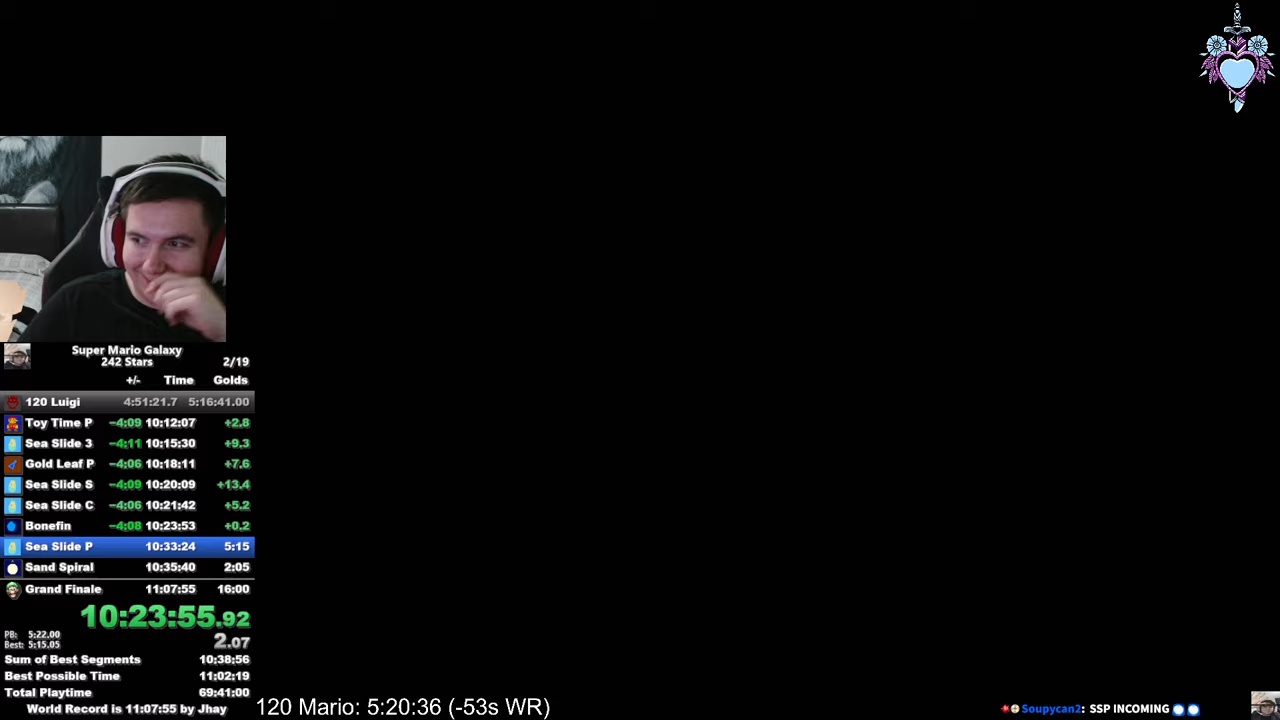 Super Mario Galaxy
242 Stars 2/19
+/- Time Golds
120 Luigi 4:51:21.7 5:16:41.00
Toy Time P -4:09 10:12:07 +2.8
Sea Slide 3 -4:11 10:15:30 +9.3
Gold Leaf P -4:06 10:18:11 +7.6
Sea Slide S -4:09 10:20:09 +13.4
Sea Slide C -4:06 10:21:42 +5.2
Bonefin -4:08 10:23:53 +0.2
Sea Slide P 10:33:24 5:15
Sand Spiral 10:35:40 2:05
Grand Finale 11:07:55 16:00
10:23:55.92
PB: 5:22.00
Best: 5:15.05
2.07
Sum of Best Segments 10:38:56
Best Possible Time 11:02:19
Total Playtime 69:41:00
World Record is 11:07:55 by Jhay
120 Mario: 5:20:36 (-53s WR)
Soupycan2: SSP INCOMING